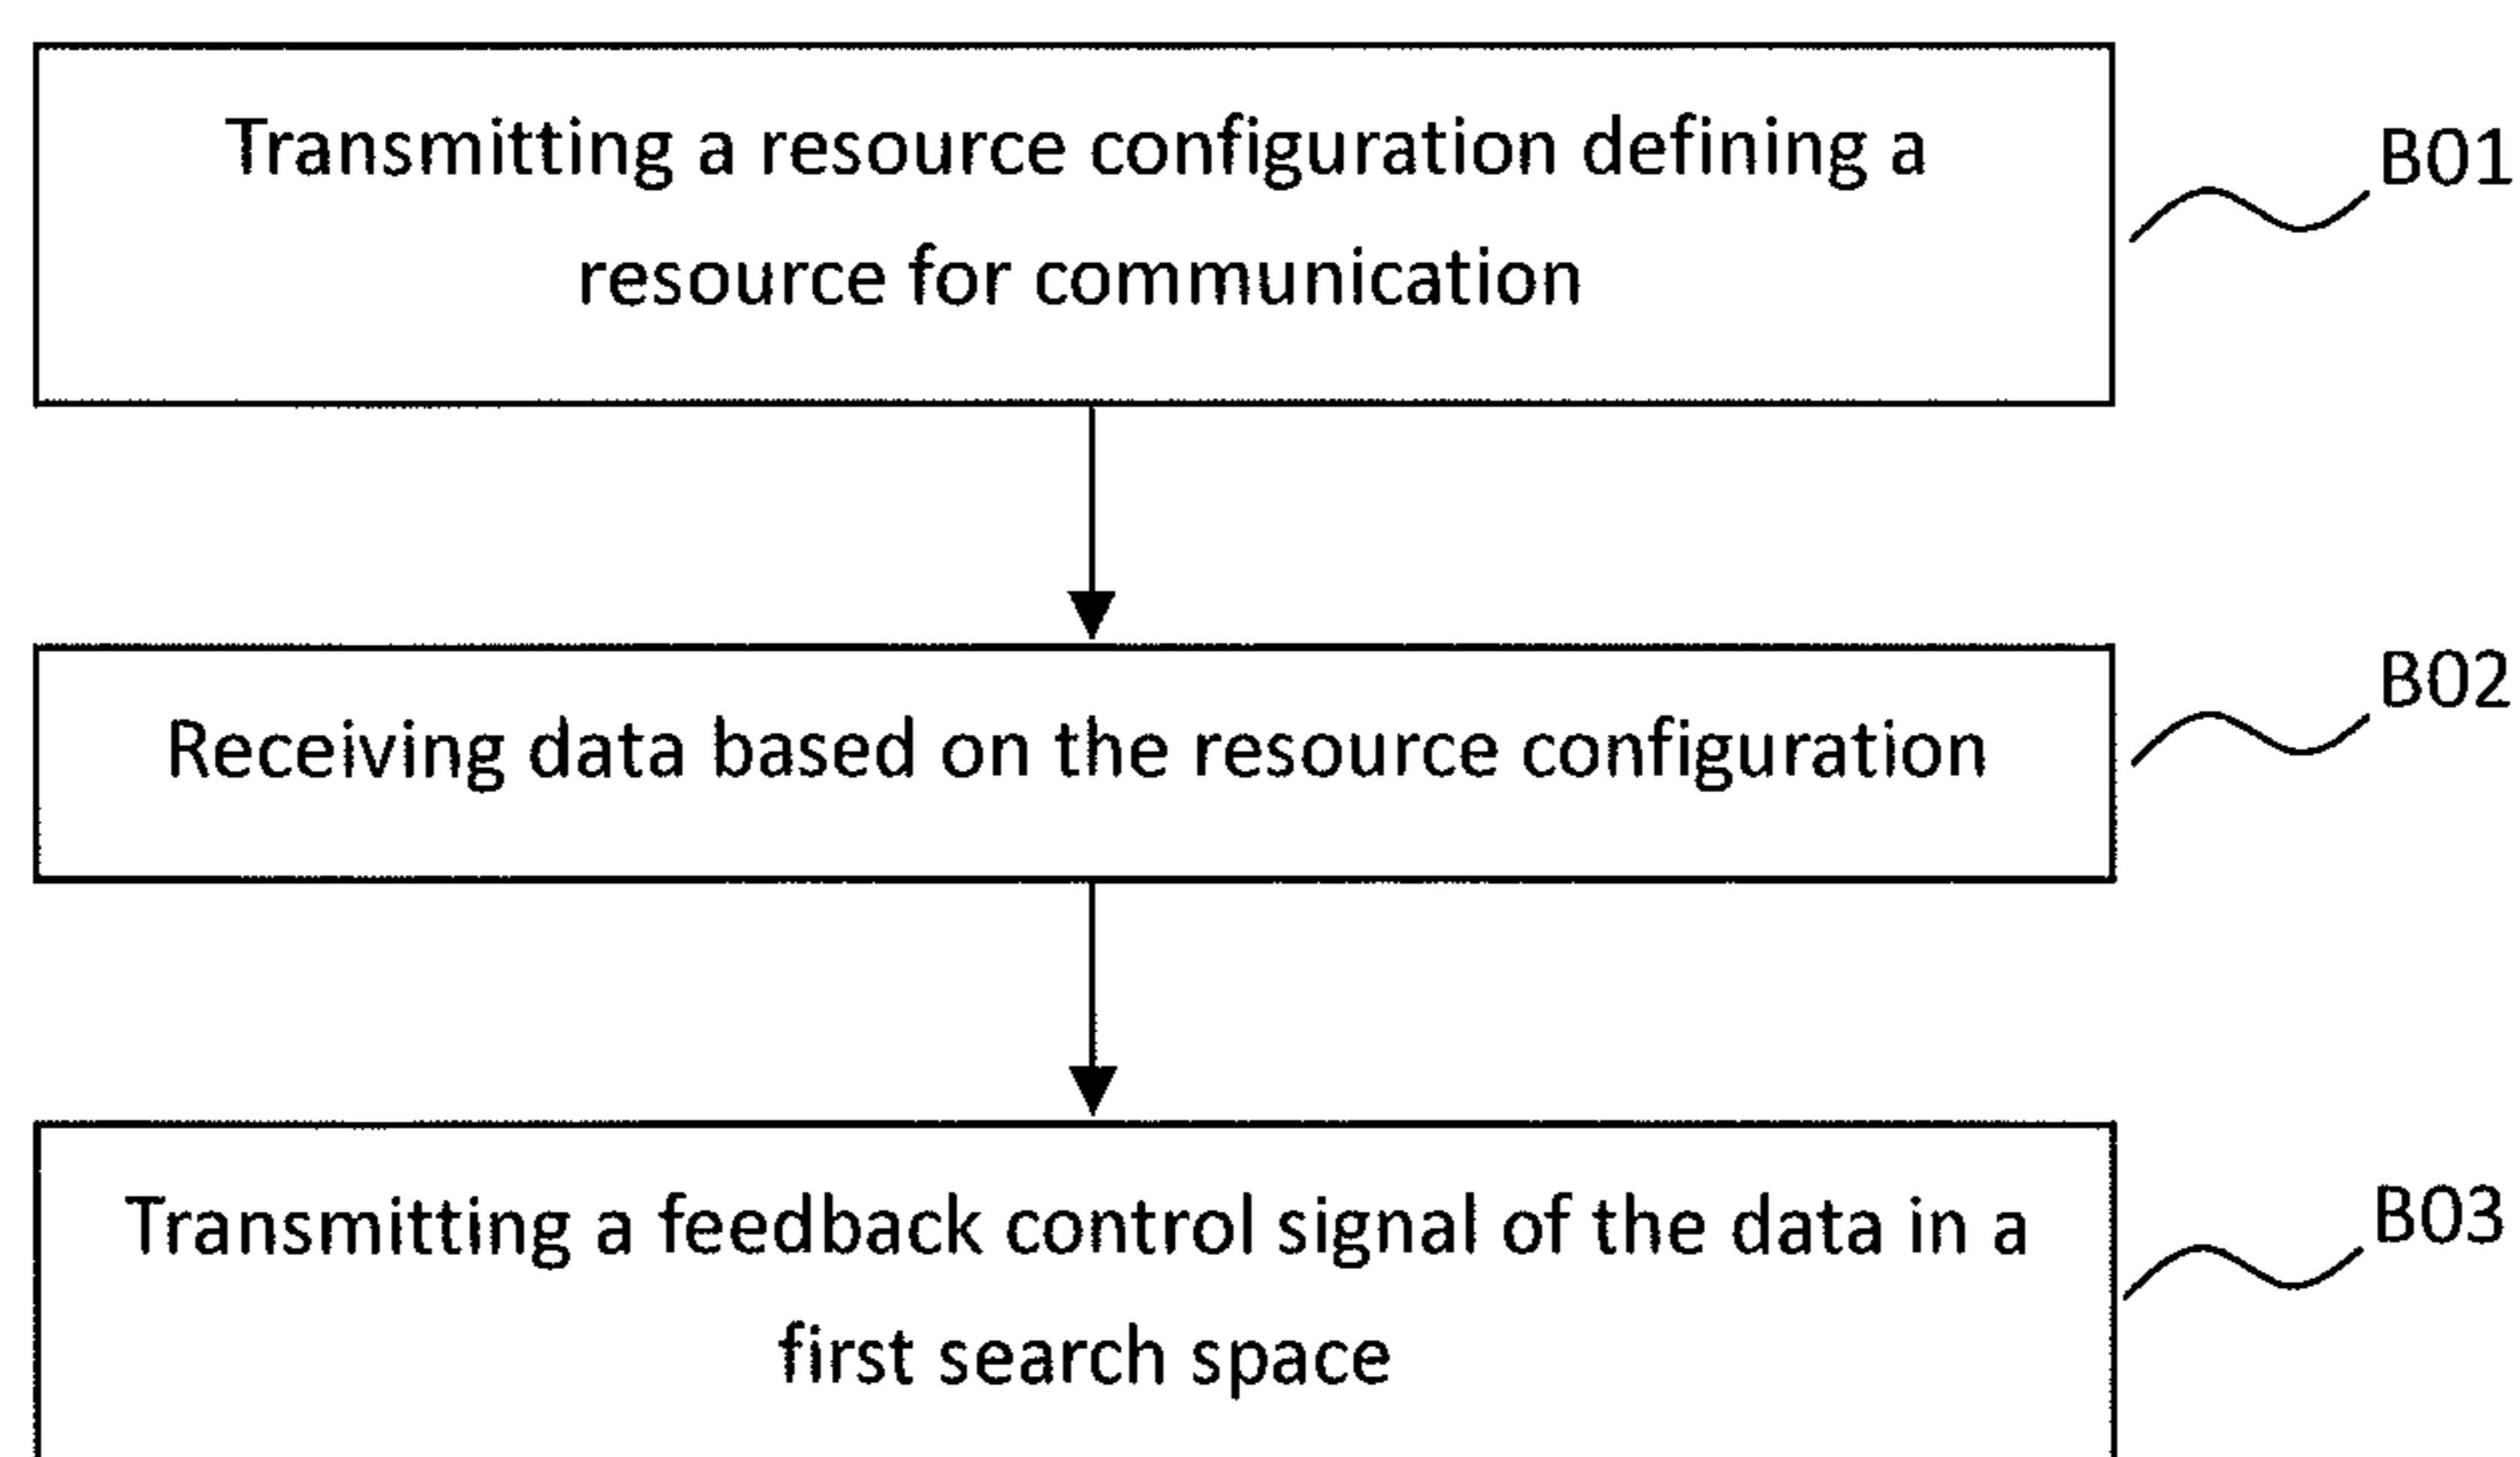 Transmitting a resource configuration defining a
resource for communication
B01
Receiving data based on the resource configuration
B02
Transmitting a feedback control signal of the data in a
first search space
B03